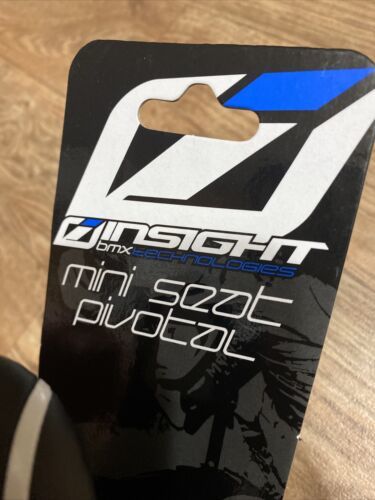 INSIGHT
bmx technologies
mini seat
pivotal